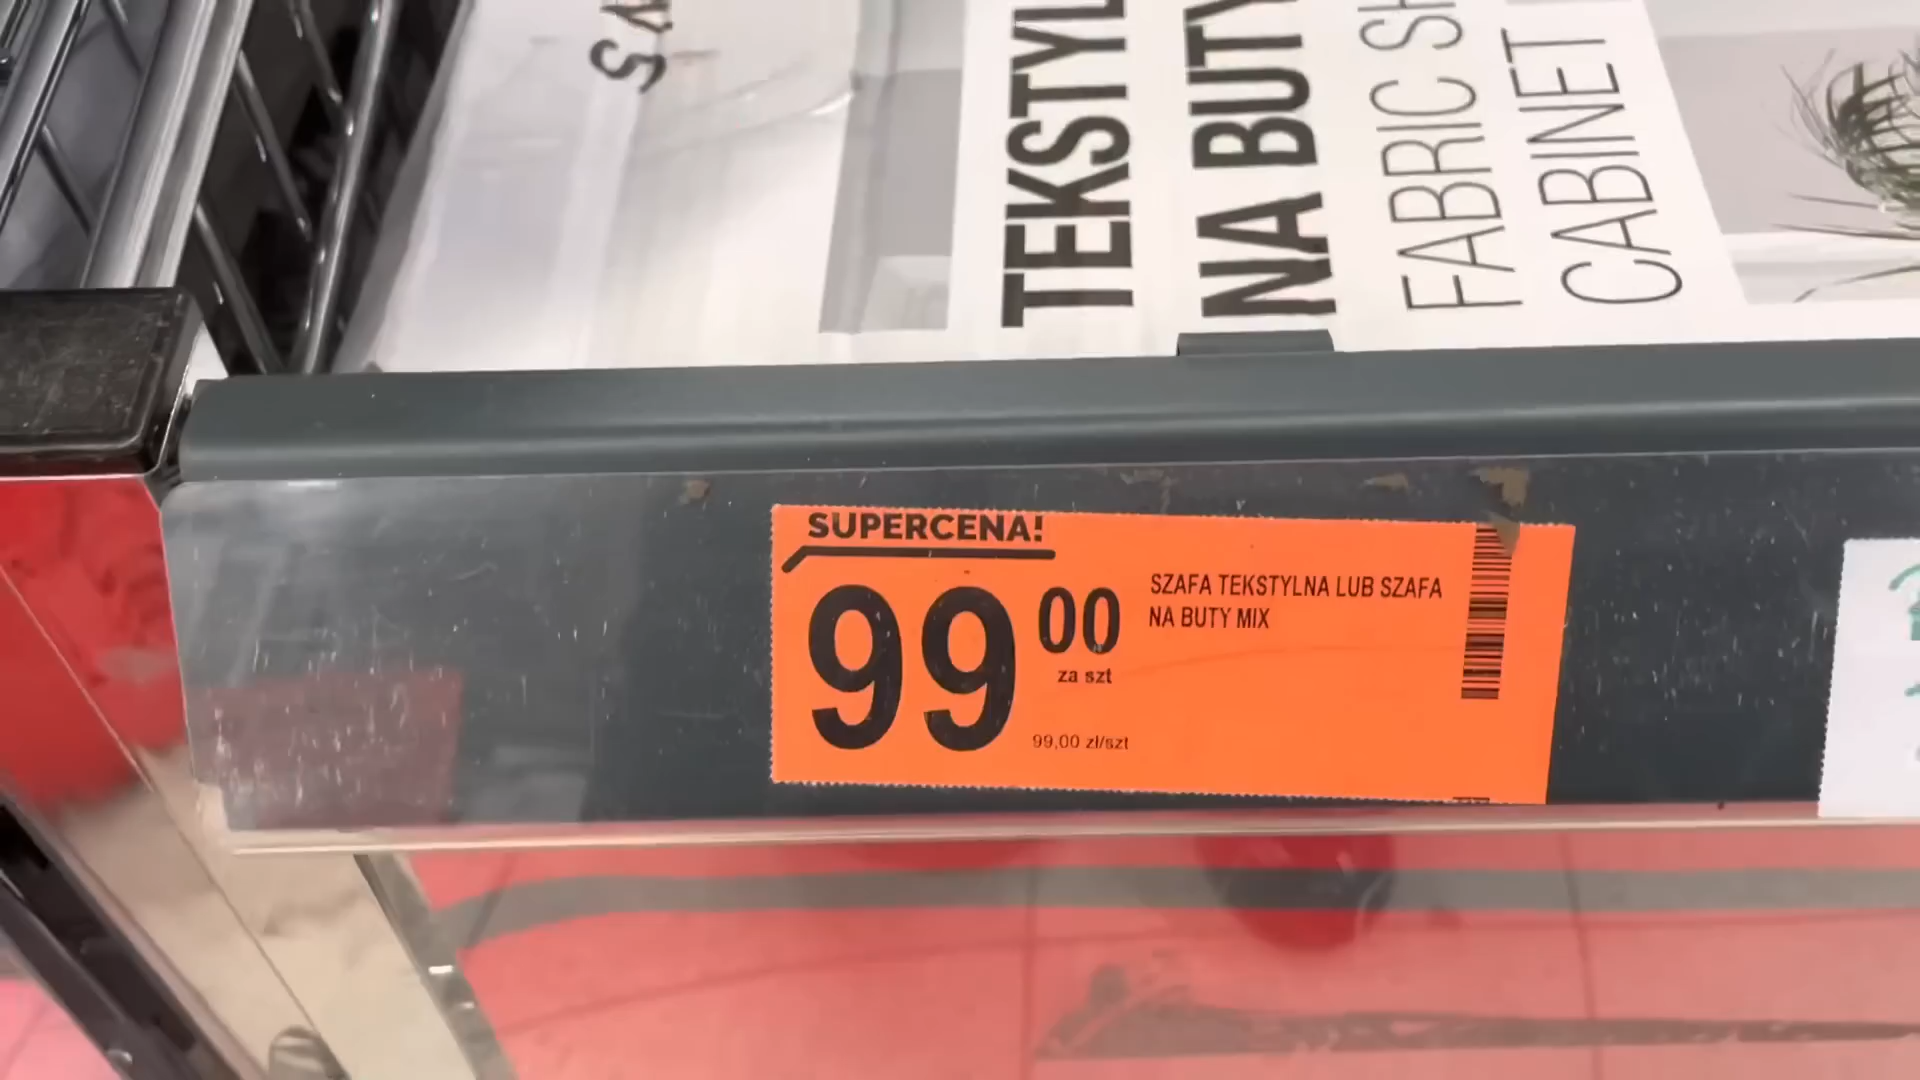 TEKSTYL
NA BUTY
FABRIC SH
CABINET
SUPERCENA!
99 00
za szt
99,00 zł/szt
SZAFA TEKSTYLNA LUB SZAFA
NA BUTY MIX